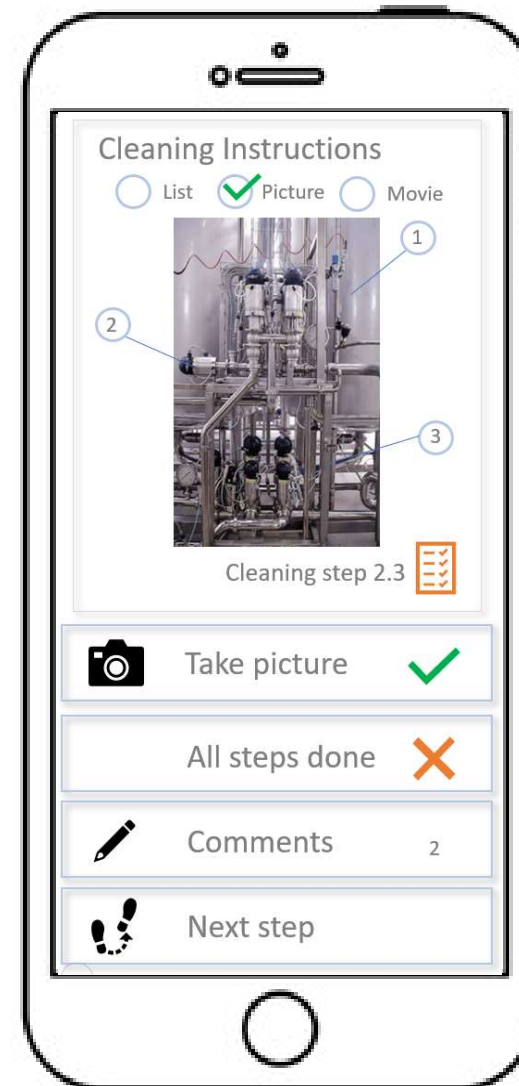 Cleaning Instructions
List Picture Movie
1
2
3
Cleaning step 2.3
Take picture
All steps done
Comments 2
Next step